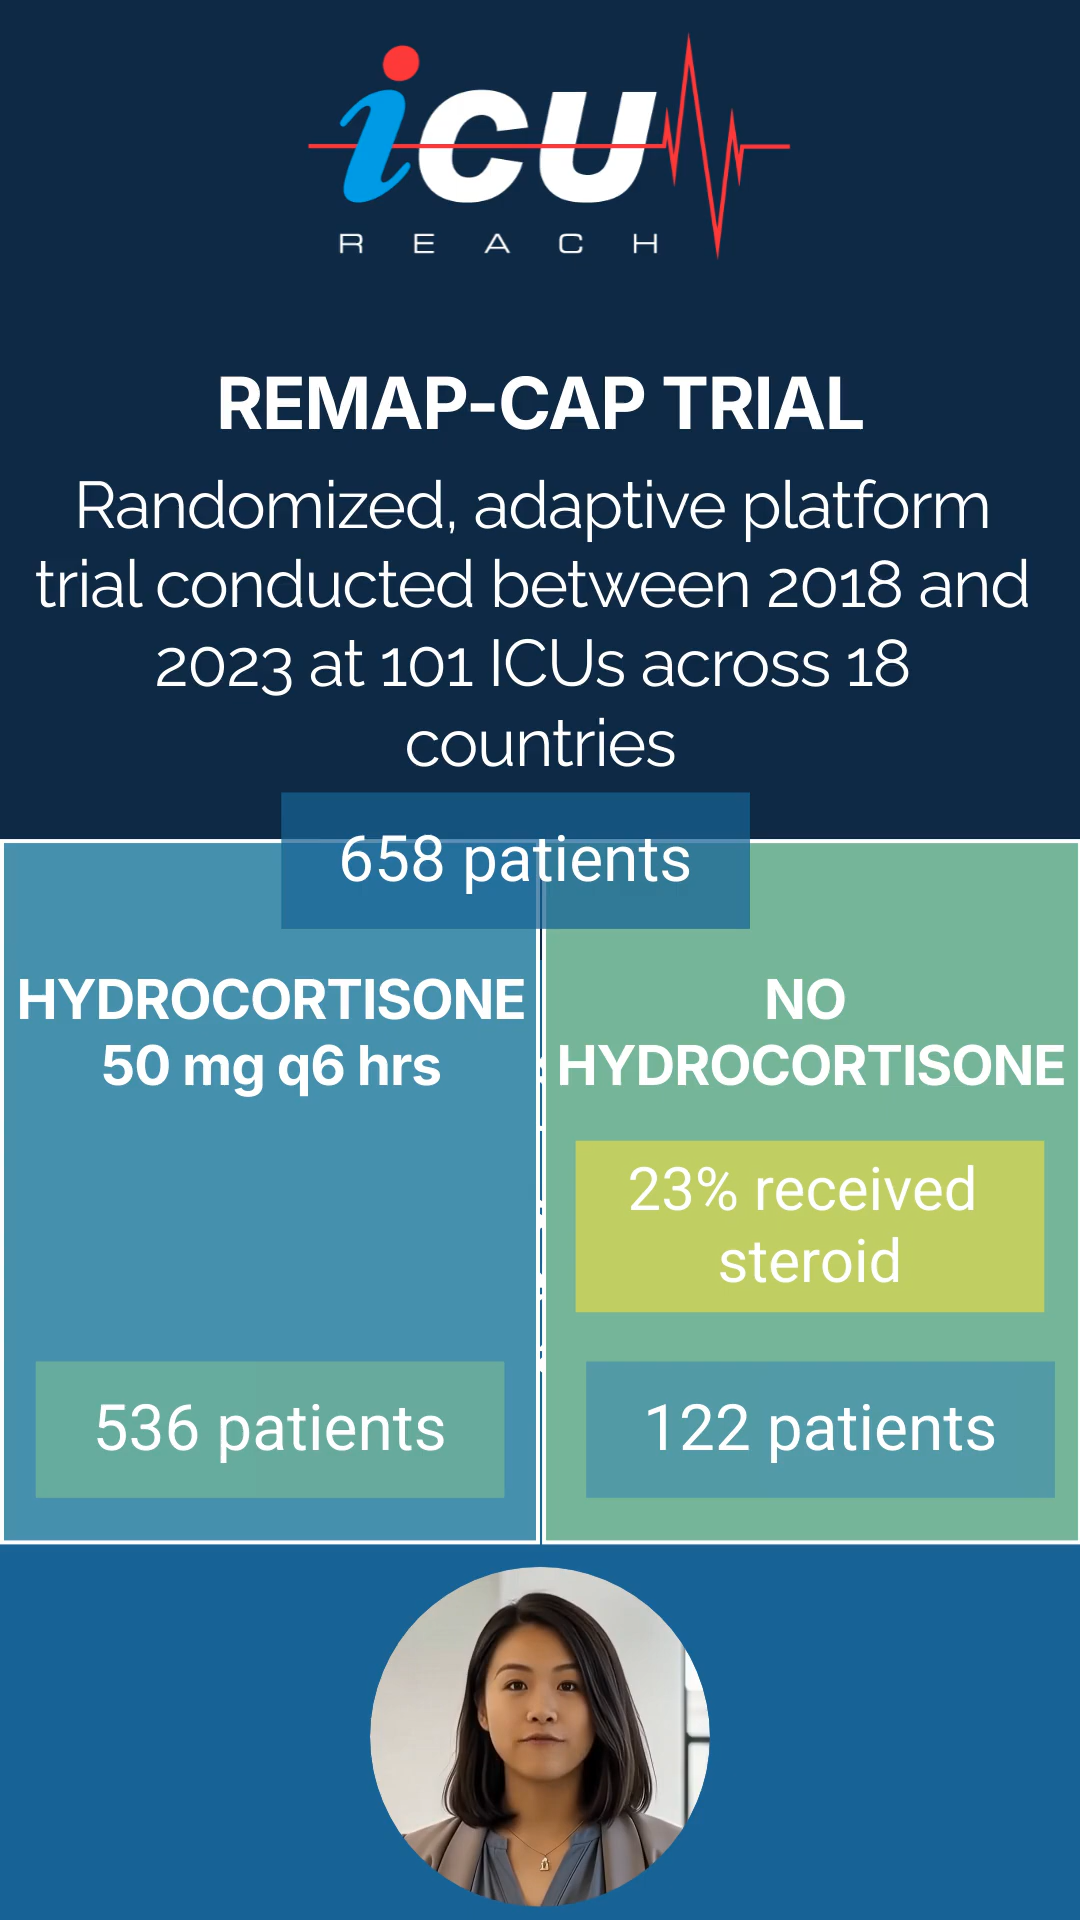 icu
REACH
REMAP-CAP TRIAL
Randomized, adaptive platform
trial conducted between 2018 and
2023 at 101 ICUs across 18
countries
658 patients
HYDROCORTISONE
50 mg q6 hrs
536 patients
NO
HYDROCORTISONE
23% received
steroid
122 patients